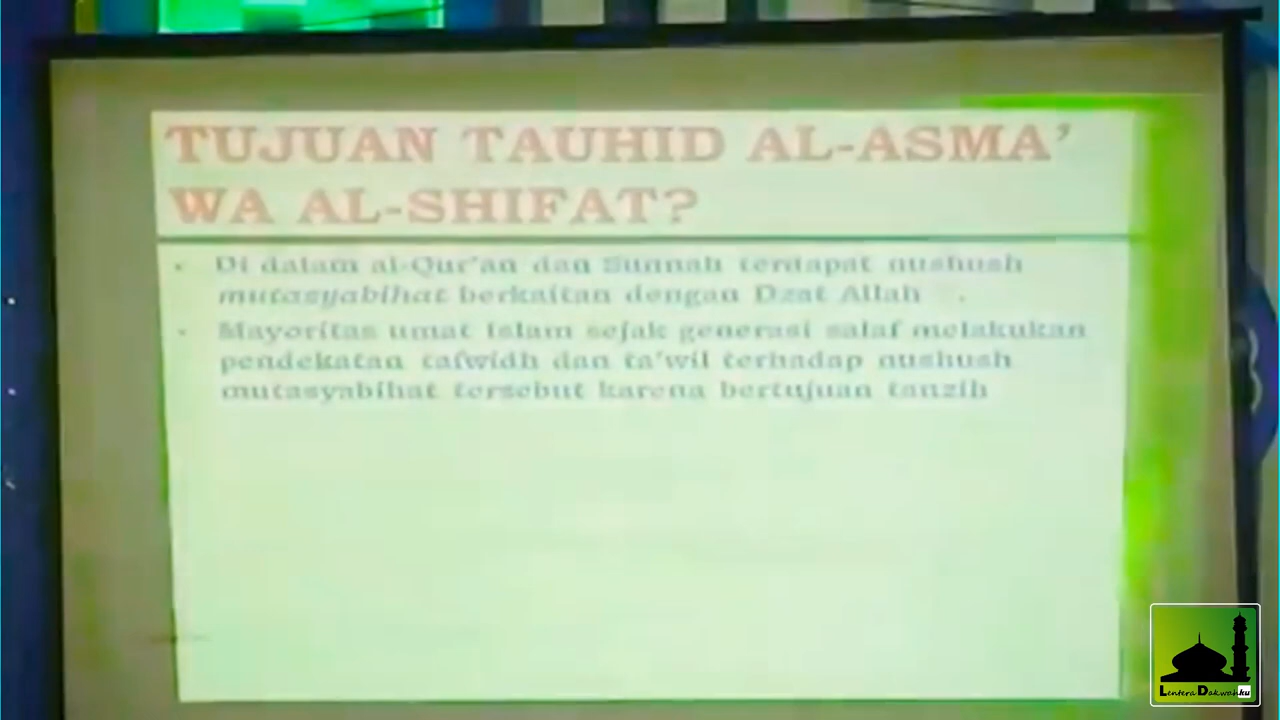 TUJUAN TAUHID AL-ASMA'
WA AL-SHIFAT?
• Di dalam al-Qur'an dan Sunnah terdapat nushush
mutasyabihat berkaitan dengan Dzat Allah .
• Mayoritas umat Islam sejak generasi salaf melakukan
pendekatan tafwidh dan ta'wil terhadap nushush
mutasyabihat tersebut karena bertujuan tanzih
Lentera Dakwahku